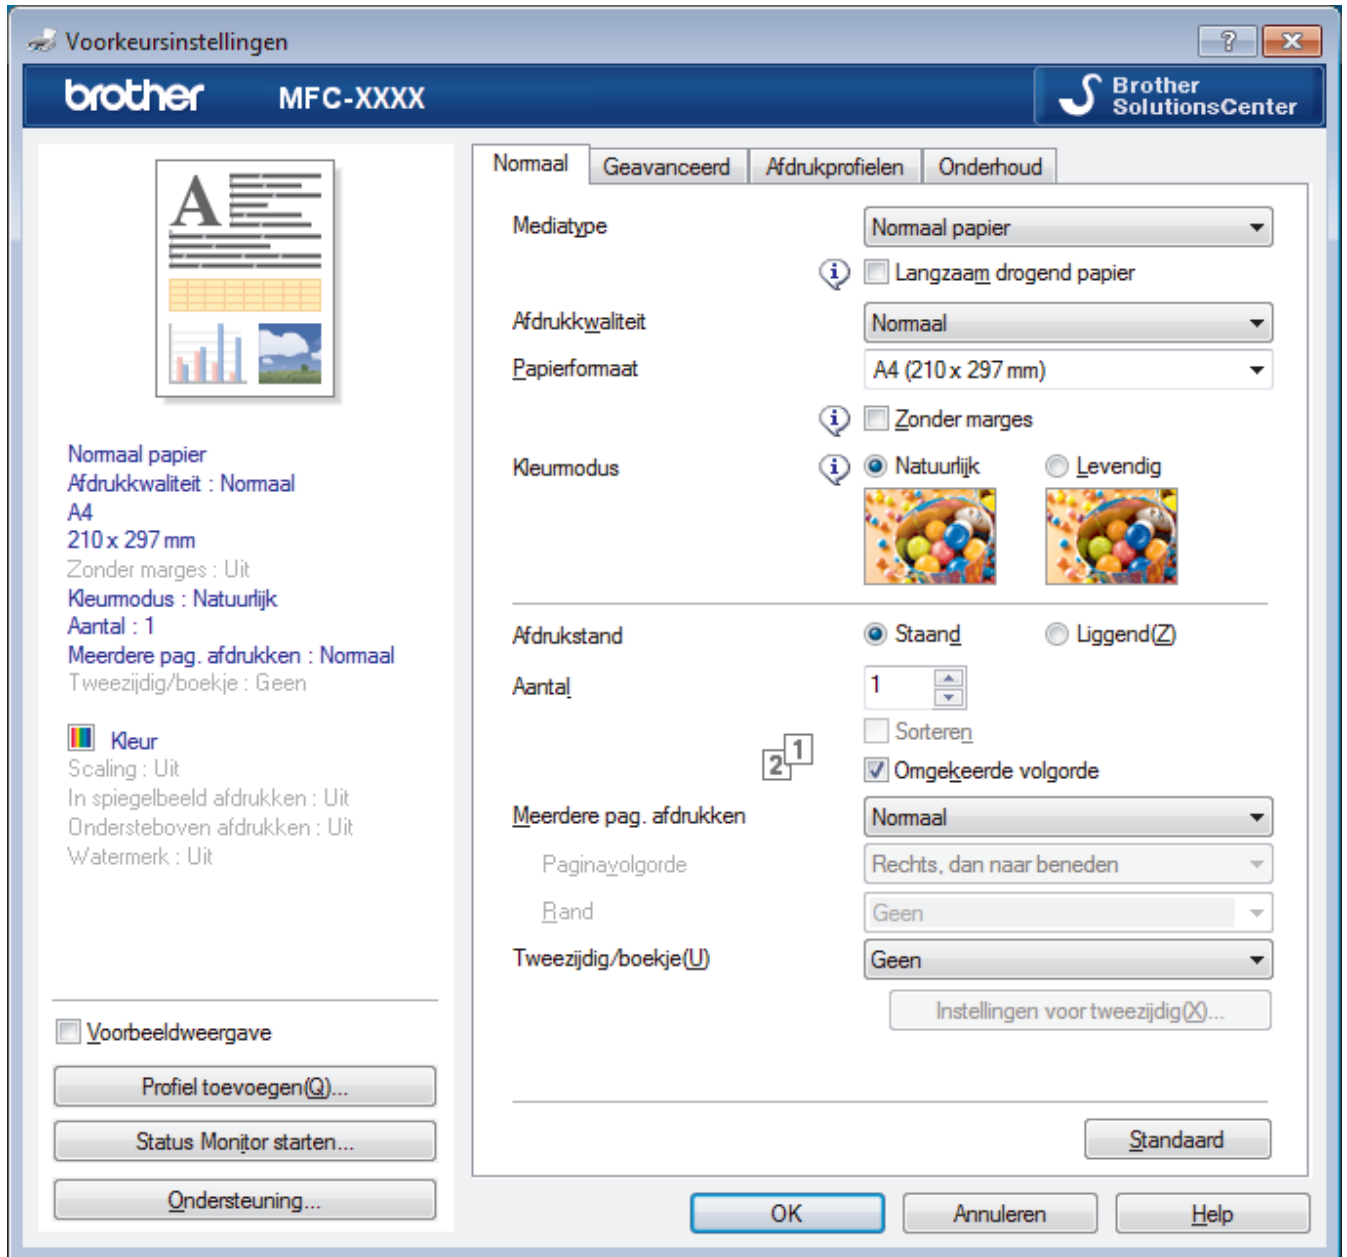 Voorkeursinstellingen
?
brother MFC-XXXX
Brother
SolutionsCenter
A
Normaal papier
Afdrukkwaliteit : Normaal
A4
210 x 297 mm
Zonder marges : Uit
Kleurmodus : Natuurlijk
Aantal : 1
Meerdere pag. afdrukken : Normaal
Tweezijdig/boekje : Geen
Kleur
Scaling : Uit
In spiegelbeeld afdrukken : Uit
Ondersteboven afdrukken : Uit
Watermerk : Uit
Voorbeeldweergave
Profiel toevoegen(Q)...
Status Monitor starten...
Ondersteuning...
Normaal Geavanceerd Afdrukprofielen Onderhoud
Mediatype Normaal papier
Langzaam drogend papier
Afdrukkwaliteit Normaal
Papierformaat A4 (210 x 297 mm)
Zonder marges
Kleurmodus Natuurlijk Levendig
Afdrukstand Staand Liggend(Z)
Aantal 1
Sorteren
2 1 Omgekeerde volgorde
Meerdere pag. afdrukken Normaal
Paginavolgorde Rechts, dan naar beneden
Rand Geen
Tweezijdig/boekje(U) Geen
Instellingen voor tweezijdig(X)...
Standaard
OK Annuleren Help